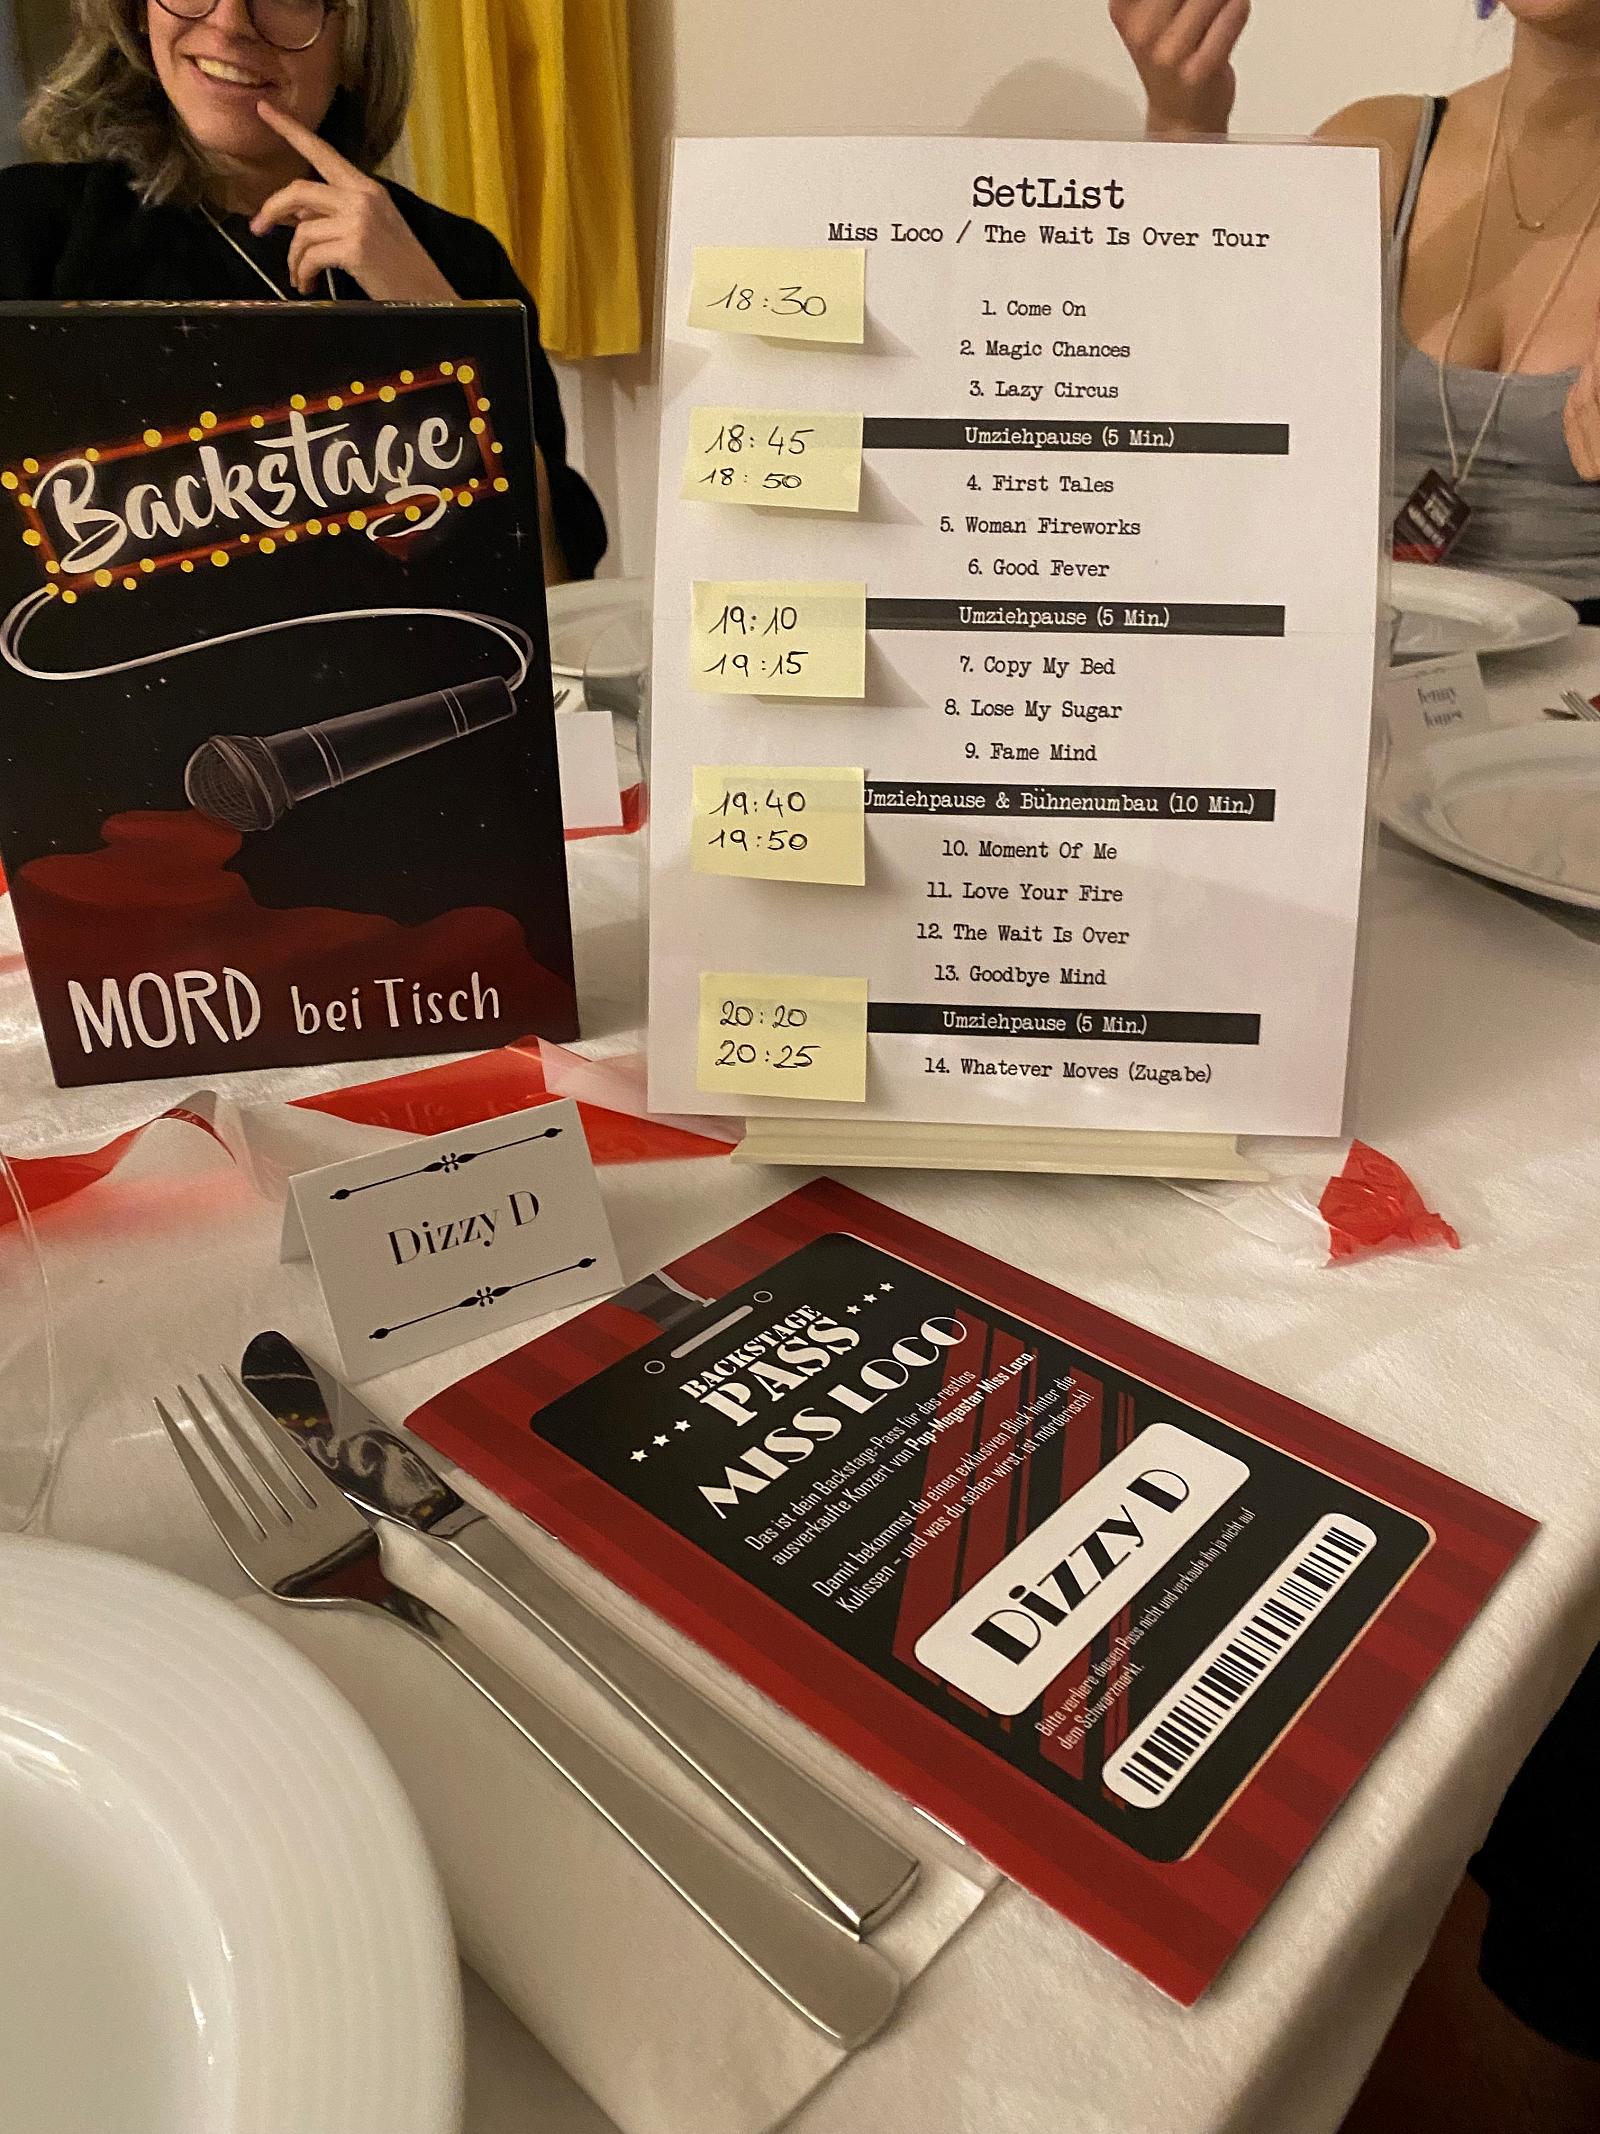 SetList
Miss Loco / The Wait Is Over Tour
18:30
1. Come On
2. Magic Chances
3. Lazy Circus
18:45
18:50
Umziehpause (5 Min.)
4. First Tales
5. Woman Fireworks
6. Good Fever
19:10
19:15
Umziehpause (5 Min.)
7. Copy My Bed
8. Lose My Sugar
9. Fame Mind
19:40
19:50
Umziehpause & Bühnenumbau (10 Min.)
10. Moment Of Me
11. Love Your Fire
12. The Wait Is Over
13. Goodbye Mind
20:20
20:25
Umziehpause (5 Min.)
14. Whatever Moves (Zugabe)
Backstage
MORD bei Tisch
Jenny
Jones
Dizzy D
BACKSTAGE
PASS
MISS LOCO
Das ist dein Backstage-Pass für das restlos
ausverkaufte Konzert von Pop-Megastar Miss Loco.
Damit bekommst du einen exklusiven Blick hinter die
Kulissen – und was du sehen wirst, ist mörderisch!
Dizzy D
Bitte verliere diesen Pass nicht und verkaufe ihn ja nicht auf
dem Schwarzmarkt.